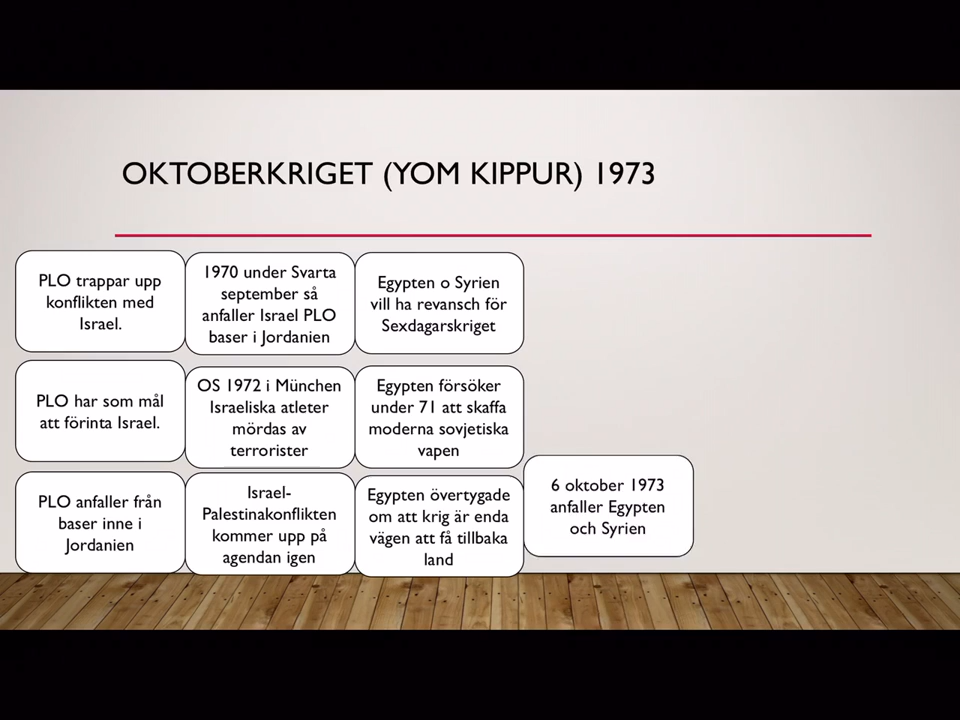 OKTOBERKRIGET (YOM KIPPUR) 1973
PLO trappar upp
konflikten med
Israel.
PLO har som mål
att förinta Israel.
PLO anfaller från
baser inne i
Jordanien
1970 under Svarta
september så
anfaller Israel PLO
baser i Jordanien
OS 1972 i München
Israeliska atleter
mördas av
terrorister
Israel-
Palestinakonflikten
kommer upp på
agendan igen
Egypten o Syrien
vill ha revansch för
Sexdagarskriget
Egypten försöker
under 71 att skaffa
moderna sovjetiska
vapen
Egypten övertygade
om att krig är enda
vägen att få tillbaka
land
6 oktober 1973
anfaller Egypten
och Syrien